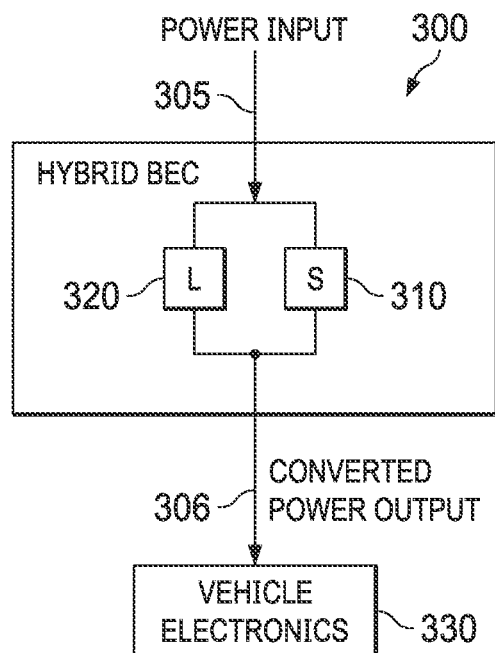 POWER INPUT
300
305
HYBRID BEC
L
S
320
310
306
CONVERTED
POWER OUTPUT
VEHICLE
ELECTRONICS
330